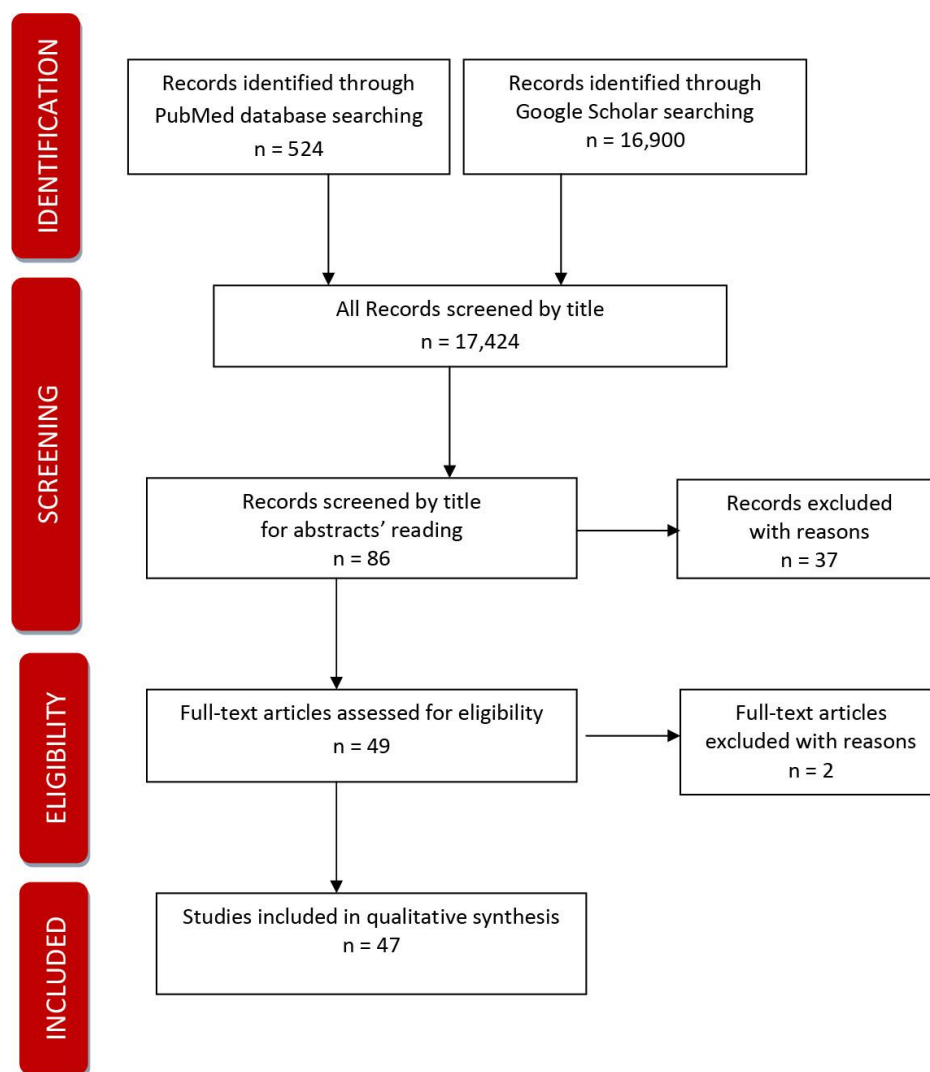 IDENTIFICATION
Records identified through
PubMed database searching
n = 524
Records identified through
Google Scholar searching
n = 16,900
SCREENING
All Records screened by title
n = 17,424
Records screened by title
for abstracts’ reading
n = 86
Records excluded
with reasons
n = 37
ELIGIBILITY
Full-text articles assessed for eligibility
n = 49
Full-text articles
excluded with reasons
n = 2
INCLUDED
Studies included in qualitative synthesis
n = 47